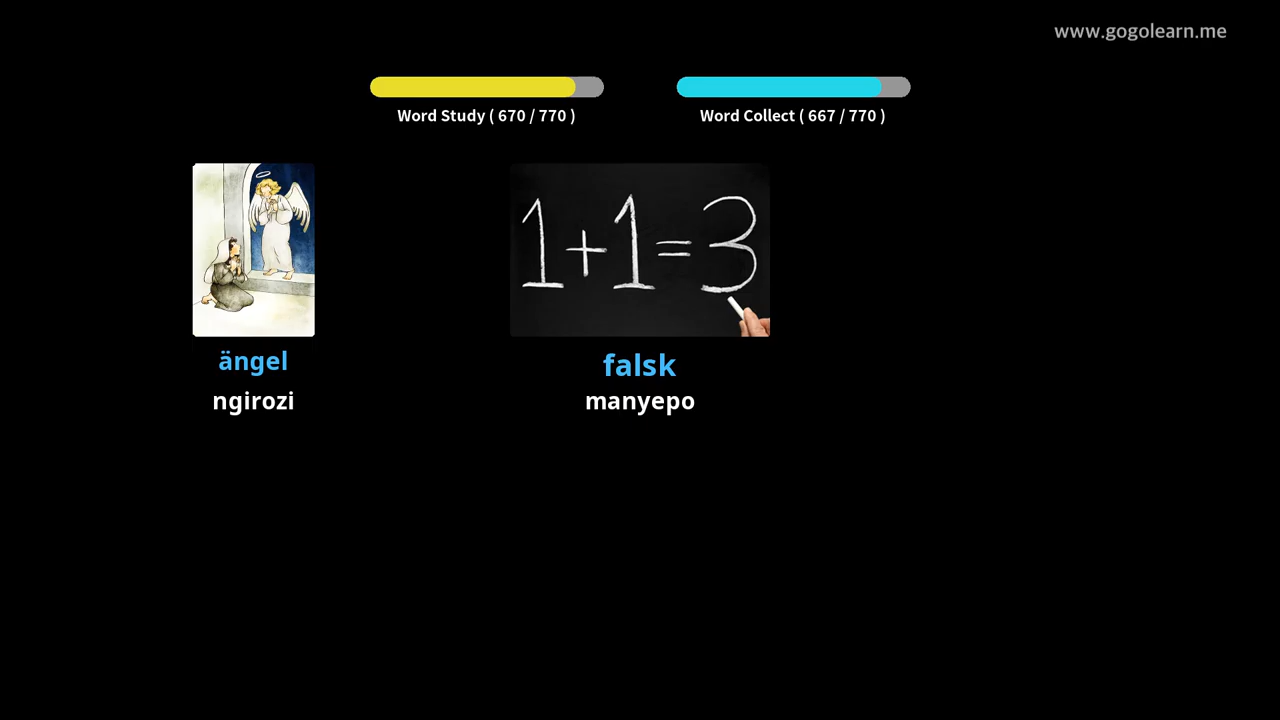 www.gogolearn.me
Word Study ( 670 / 770 )
Word Collect ( 667 / 770 )
1+1=3
ängel
falsk
ngirozi
manyepo